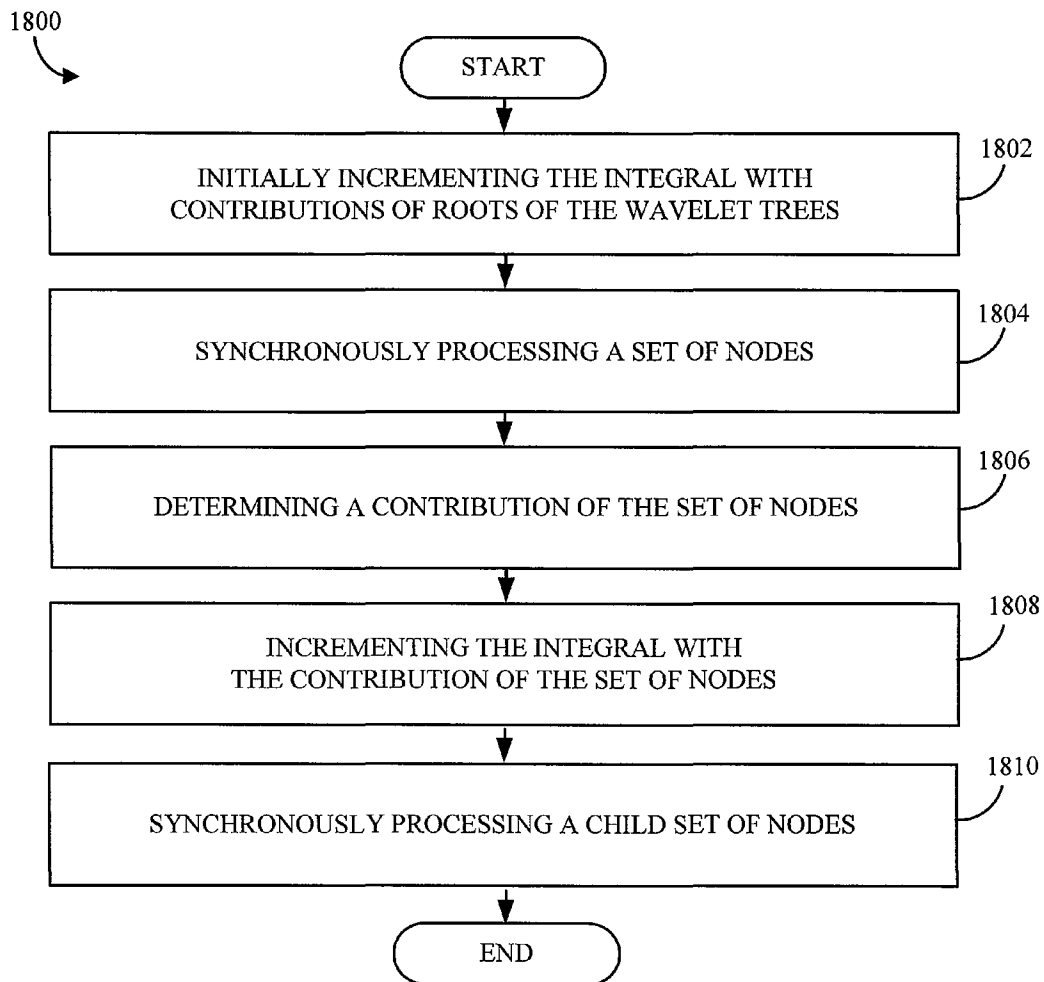 1800
START
1802
INITIALLY INCREMENTING THE INTEGRAL WITH
CONTRIBUTIONS OF ROOTS OF THE WAVELET TREES
1804
SYNCHRONOUSLY PROCESSING A SET OF NODES
1806
DETERMINING A CONTRIBUTION OF THE SET OF NODES
1808
INCREMENTING THE INTEGRAL WITH
THE CONTRIBUTION OF THE SET OF NODES
1810
SYNCHRONOUSLY PROCESSING A CHILD SET OF NODES
END